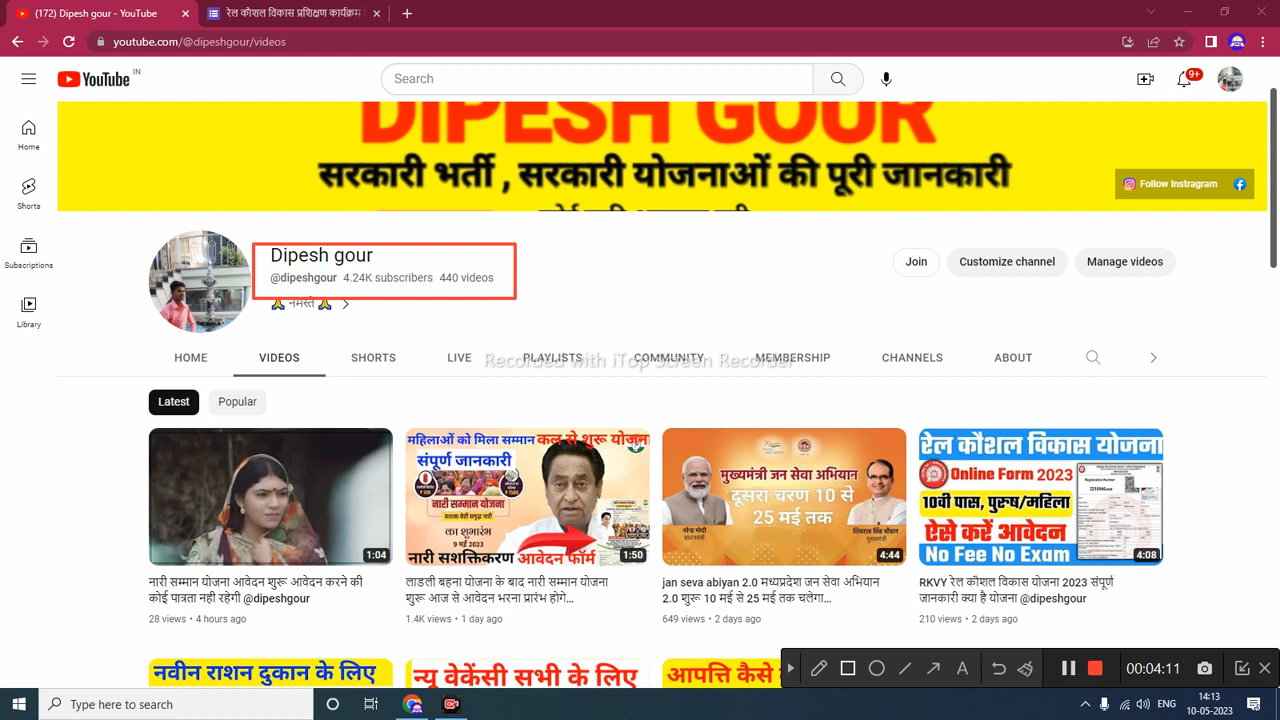 (172) Dipesh gour - YouTube
रेल कौशल विकास प्रशिक्षण कार्यक्रम
youtube.com/@dipeshgour/videos
YouTube IN
Search
9+
DIPESH GOUR
सरकारी भर्ती , सरकारी योजनाओं की पूरी जानकारी
Follow Instragram
Home
Shorts
Subscriptions
Library
Dipesh gour
@dipeshgour 4.24K subscribers 440 videos
🙏 नमस्ते 🙏
Join
Customize channel
Manage videos
HOME
VIDEOS
SHORTS
LIVE
PLAYLISTS
COMMUNITY
MEMBERSHIP
CHANNELS
ABOUT
Recorded with iTop Screen Recorder
Latest
Popular
1:04
महिलाओं को मिला सम्मान कल से शुरू योजना
संपूर्ण जानकारी
नारी सम्मान योजना
का शुभारंभ
9 मई 2023
नारी सशक्तिकरण आवेदन फॉर्म
1:50
मुख्यमंत्री जन सेवा अभियान
दूसरा चरण 10 से
25 मई तक
4:44
रेल कौशल विकास योजना
Online Form 2023
10वी पास, पुरुष/महिला
ऐसे करें आवेदन
No Fee No Exam
4:08
नारी सम्मान योजना आवेदन शुरू आवेदन करने की
कोई पात्रता नही रहेगी @dipeshgour
28 views • 4 hours ago
लाडली बहना योजना के बाद नारी सम्मान योजना
शुरू आज से आवेदन भरना प्रारंभ होगे...
1.4K views • 1 day ago
jan seva abiyan 2.0 मध्यप्रदेश जन सेवा अभियान
2.0 शुरू 10 मई से 25 मई तक चलेगा...
649 views • 2 days ago
RKVY रेल कौशल विकास योजना 2023 संपूर्ण
जानकारी क्या है योजना @dipeshgour
210 views • 2 days ago
नवीन राशन दुकान के लिए
न्यू वेकेंसी सभी के लिए
आपत्ति कैसे
00:04:11
Type here to search
ENG
14:13
10-05-2023